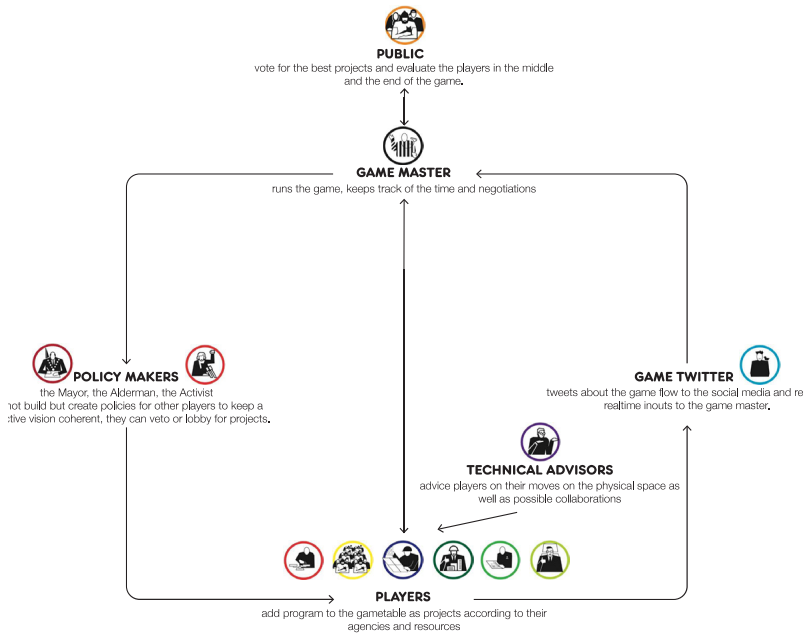 PUBLIC
vote for the best projects and evaluate the players in the middle
and the end of the game.
GAME MASTER
runs the game, keeps track of the time and negotiations
POLICY MAKERS
the Mayor, the Alderman, the Activist
not build but create policies for other players to keep a
ctive vision coherent, they can veto or lobby for projects.
GAME TWITTER
tweets about the game flow to the social media and re
realtime inouts to the game master.
TECHNICAL ADVISORS
advice players on their moves on the physical space as
well as possible collaborations
PLAYERS
add program to the gametable as projects according to their
agencies and resources